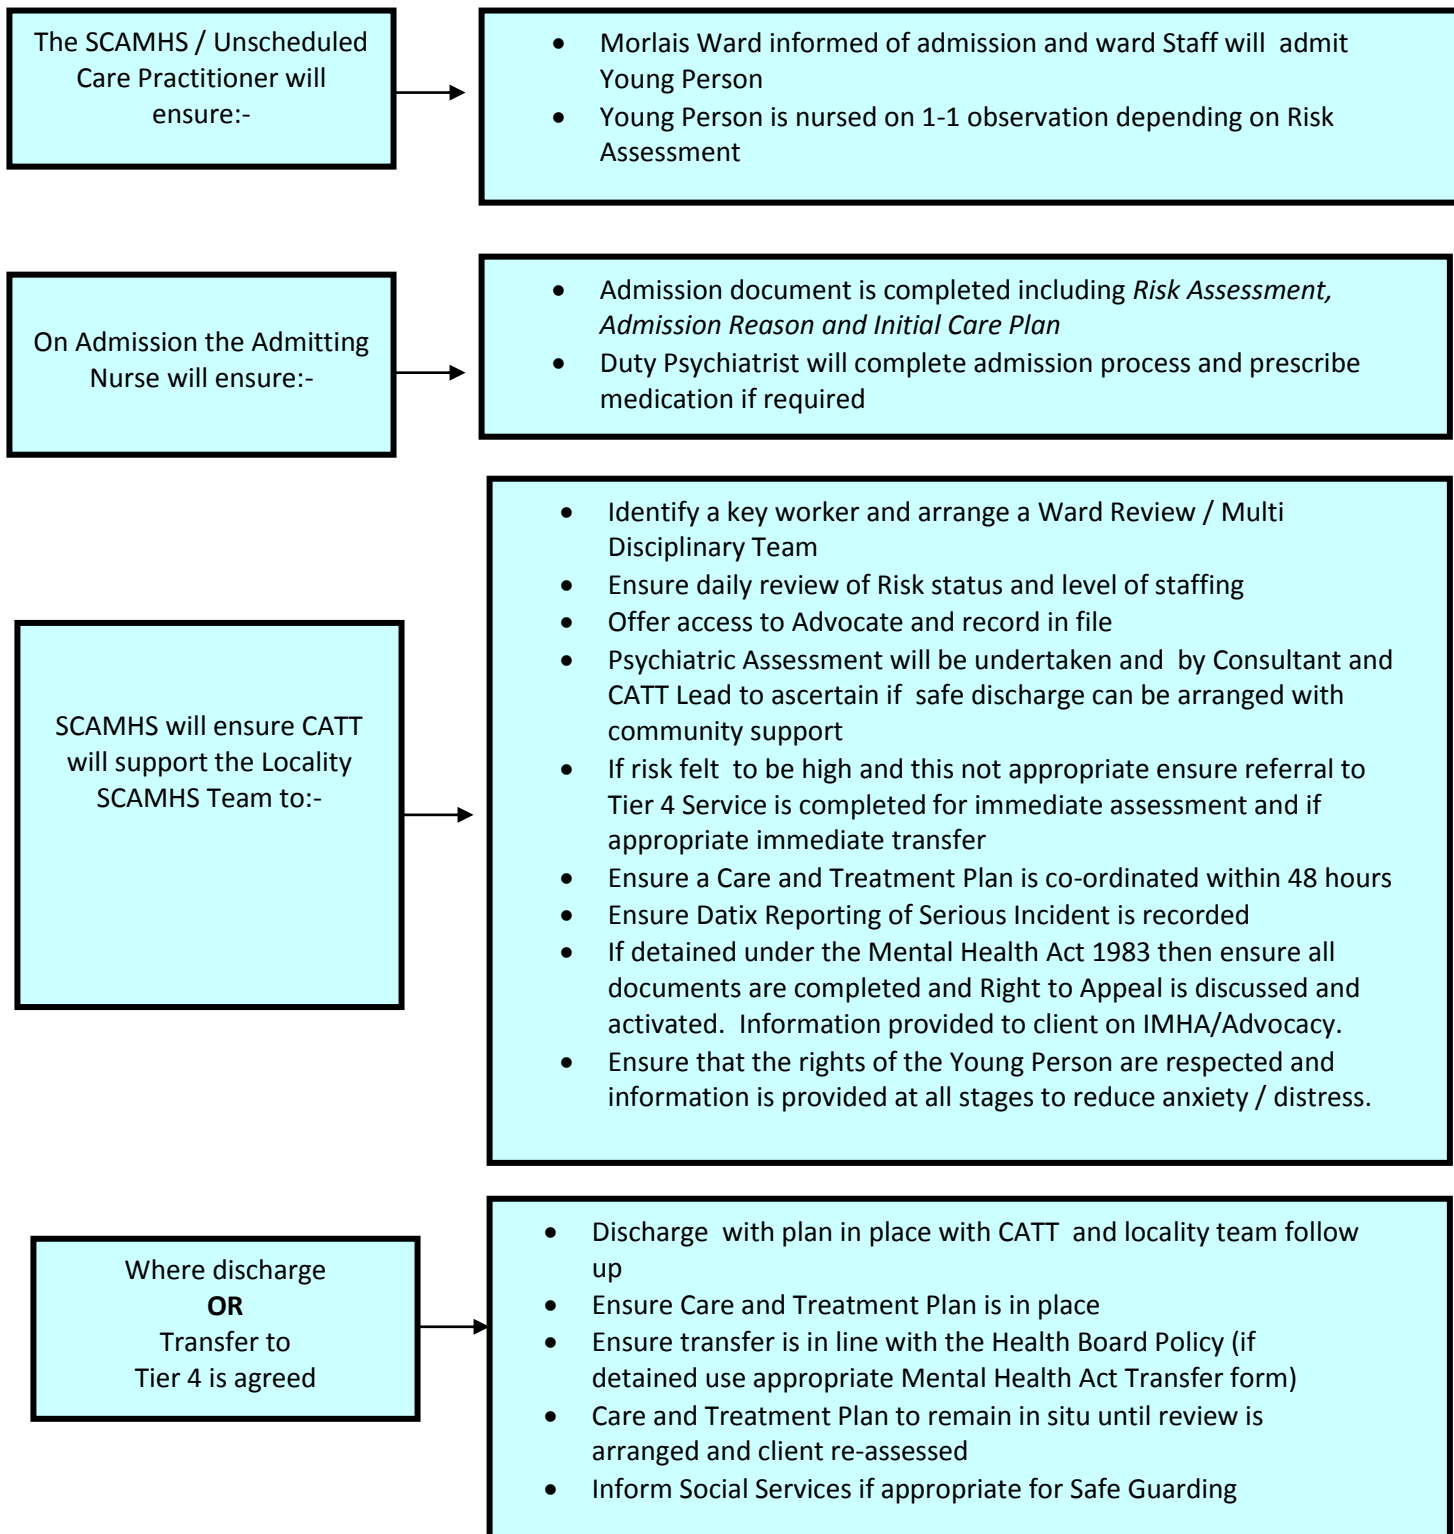 The SCAMHS / Unscheduled
Care Practitioner will
ensure:-
• Morlais Ward informed of admission and ward Staff will admit
Young Person
• Young Person is nursed on 1-1 observation depending on Risk
Assessment
On Admission the Admitting
Nurse will ensure:-
• Admission document is completed including Risk Assessment,
Admission Reason and Initial Care Plan
• Duty Psychiatrist will complete admission process and prescribe
medication if required
SCAMHS will ensure CATT
will support the Locality
SCAMHS Team to:-
• Identify a key worker and arrange a Ward Review / Multi
Disciplinary Team
• Ensure daily review of Risk status and level of staffing
• Offer access to Advocate and record in file
• Psychiatric Assessment will be undertaken and by Consultant and
CATT Lead to ascertain if safe discharge can be arranged with
community support
• If risk felt to be high and this not appropriate ensure referral to
Tier 4 Service is completed for immediate assessment and if
appropriate immediate transfer
• Ensure a Care and Treatment Plan is co-ordinated within 48 hours
• Ensure Datix Reporting of Serious Incident is recorded
• If detained under the Mental Health Act 1983 then ensure all
documents are completed and Right to Appeal is discussed and
activated. Information provided to client on IMHA/Advocacy.
• Ensure that the rights of the Young Person are respected and
information is provided at all stages to reduce anxiety / distress.
Where discharge
OR
Transfer to
Tier 4 is agreed
• Discharge with plan in place with CATT and locality team follow
up
• Ensure Care and Treatment Plan is in place
• Ensure transfer is in line with the Health Board Policy (if
detained use appropriate Mental Health Act Transfer form)
• Care and Treatment Plan to remain in situ until review is
arranged and client re-assessed
• Inform Social Services if appropriate for Safe Guarding